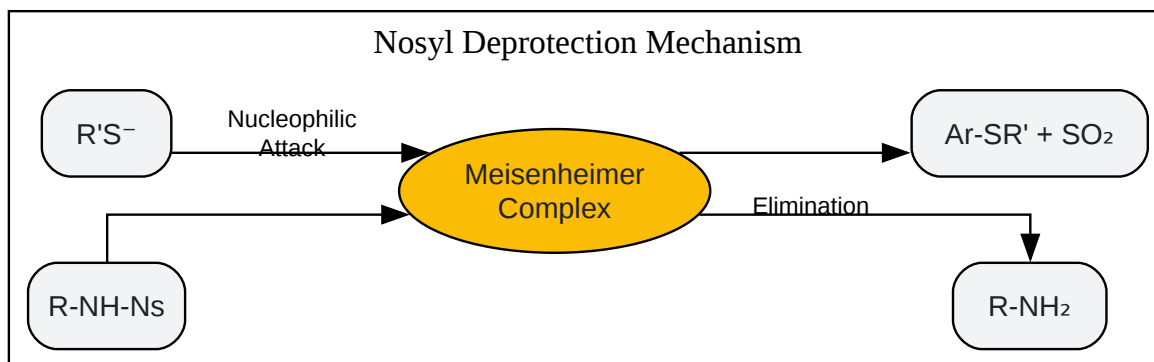 Nosyl Deprotection Mechanism
R'S⁻
Nucleophilic
Attack
Meisenheimer
Complex
Ar-SR' + SO₂
Elimination
R-NH-Ns
R-NH₂